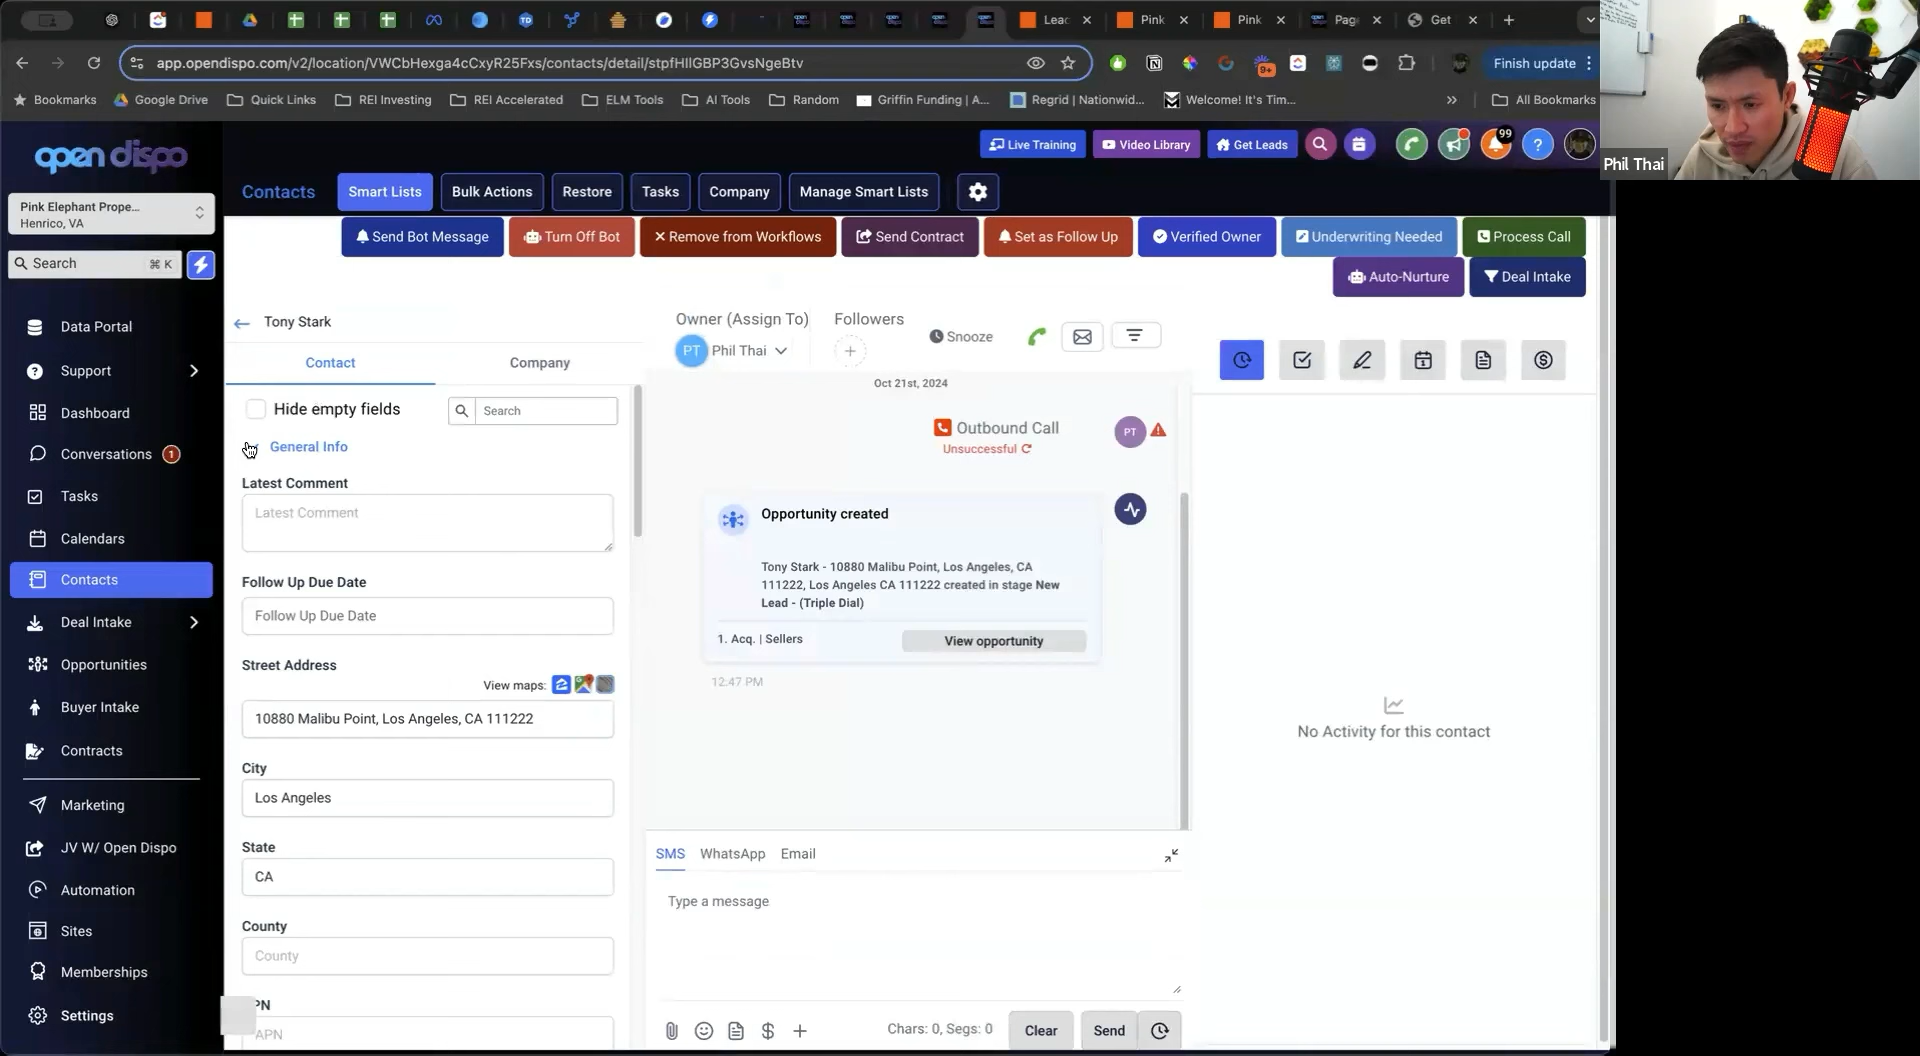 Leac
Pink
Pink
Page
Get
app.opendispo.com/v2/location/VWCbHexga4cCxyR25Fxs/contacts/detail/stpfHIlGBP3GvsNgeBtv
9+
Finish update
Bookmarks
Google Drive
Quick Links
REI Investing
REI Accelerated
ELM Tools
AI Tools
Random
Griffin Funding | A...
Regrid | Nationwid...
Welcome! It's Tim...
»
All Bookmarks
Phil Thai
open dispo
Live Training
Video Library
Get Leads
99
?
Pink Elephant Prope...
Henrico, VA
Search
⌘ K
Contacts
Smart Lists
Bulk Actions
Restore
Tasks
Company
Manage Smart Lists
Send Bot Message
Turn Off Bot
Remove from Workflows
Send Contract
Set as Follow Up
Verified Owner
Underwriting Needed
Process Call
Auto-Nurture
Deal Intake
Data Portal
Support
Dashboard
Conversations
1
Tasks
Calendars
Contacts
Deal Intake
Opportunities
Buyer Intake
Contracts
Marketing
JV W/ Open Dispo
Automation
Sites
Memberships
Settings
Tony Stark
Contact
Company
Hide empty fields
Search
General Info
Latest Comment
Latest Comment
Follow Up Due Date
Follow Up Due Date
Street Address
View maps:
10880 Malibu Point, Los Angeles, CA 111222
City
Los Angeles
State
CA
County
County
PN
APN
Owner (Assign To)
PT
Phil Thai
Followers
Snooze
Oct 21st, 2024
Outbound Call
Unsuccessful
PT
Opportunity created
Tony Stark - 10880 Malibu Point, Los Angeles, CA
111222, Los Angeles CA 111222 created in stage New
Lead - (Triple Dial)
1. Acq. | Sellers
View opportunity
12:47 PM
SMS
WhatsApp
Email
Type a message
Chars: 0, Segs: 0
Clear
Send
No Activity for this contact